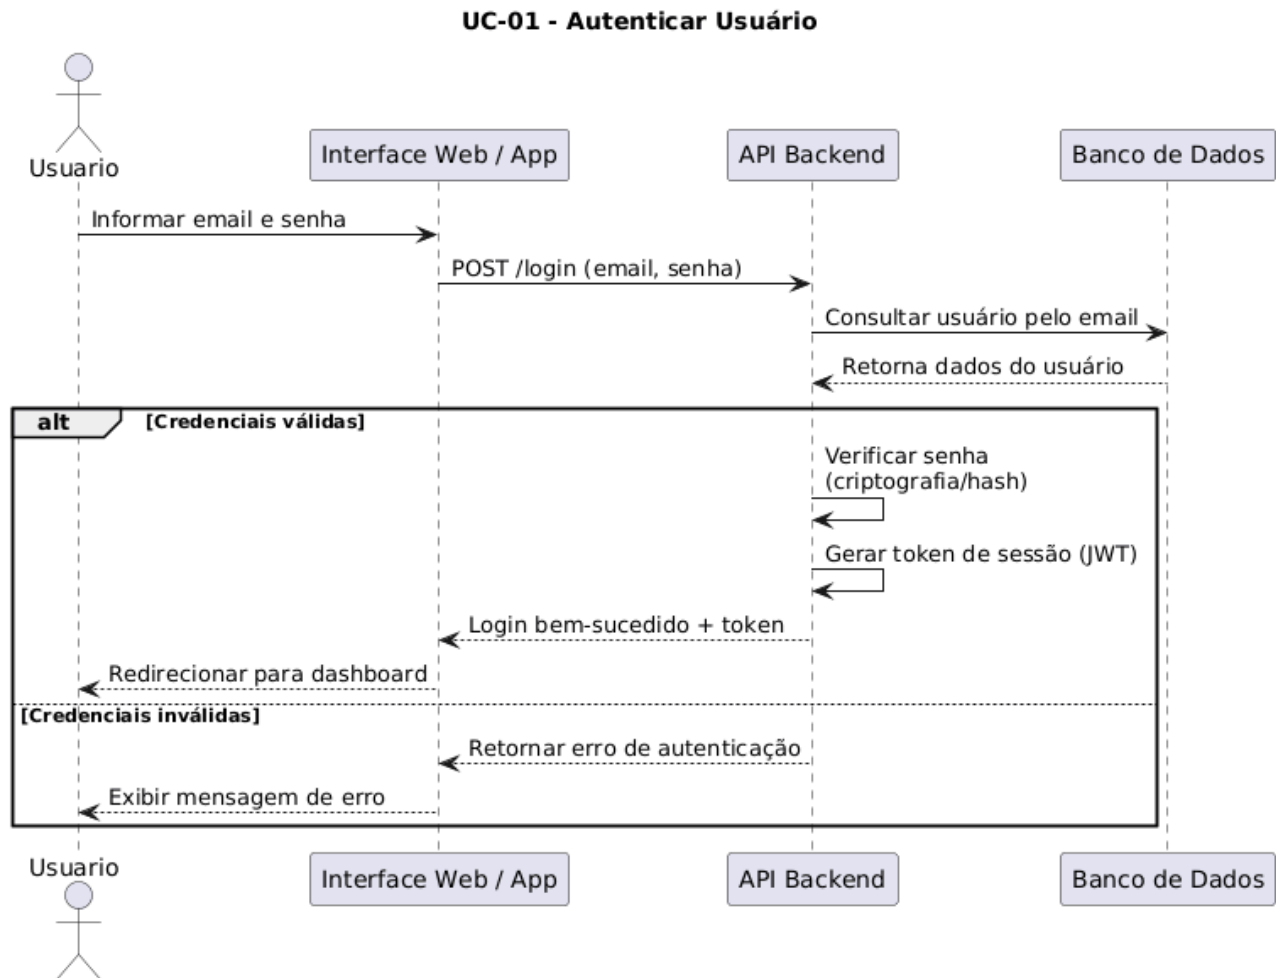 UC-01 - Autenticar Usuário
Usuario
Interface Web / App
API Backend
Banco de Dados
Informar email e senha
POST /login (email, senha)
Consultar usuário pelo email
Retorna dados do usuário
alt
[Credenciais válidas]
Verificar senha
(criptografia/hash)
Gerar token de sessão (JWT)
Login bem-sucedido + token
Redirecionar para dashboard
[Credenciais inválidas]
Retornar erro de autenticação
Exibir mensagem de erro
Usuario
Interface Web / App
API Backend
Banco de Dados